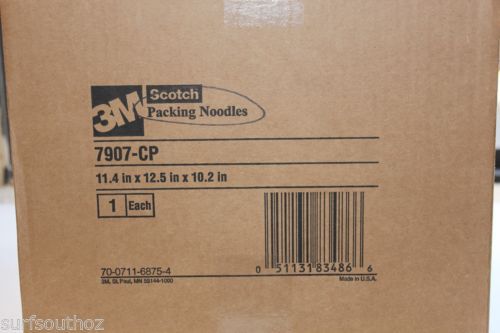 3M
Scotch
Packing Noodles
7907-CP
11.4 in x 12.5 in x 10.2 in
1 Each
70-0711-6875-4
3M, St. Paul, MN 55144-1000
0 51131 83486 6
Made in U.S.A.
surfsouthoz